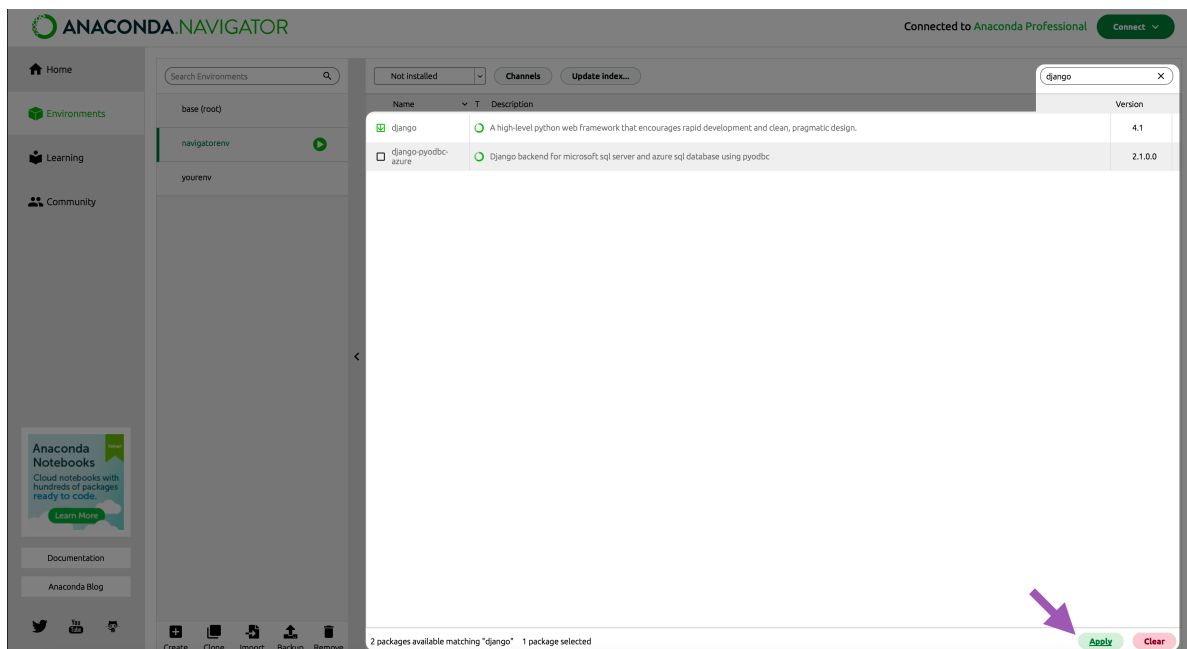 ANACONDA.NAVIGATOR
Connected to Anaconda Professional
Connect
Home
Environments
Learning
Community
Search Environments
base (root)
navigatorenv
yourenv
Not installed
Channels
Update index...
django
Name T Description Version
django A high-level python web framework that encourages rapid development and clean, pragmatic design. 4.1
django-pyodbc-
azure
Django backend for microsoft sql server and azure sql database using pyodbc 2.1.0.0
Anaconda
Notebooks
Cloud notebooks with
hundreds of packages
ready to code.
Learn More
Documentation
Anaconda Blog
You
Tube
Create Clone Import Backup Remove
2 packages available matching "django" 1 package selected
Apply
Clear